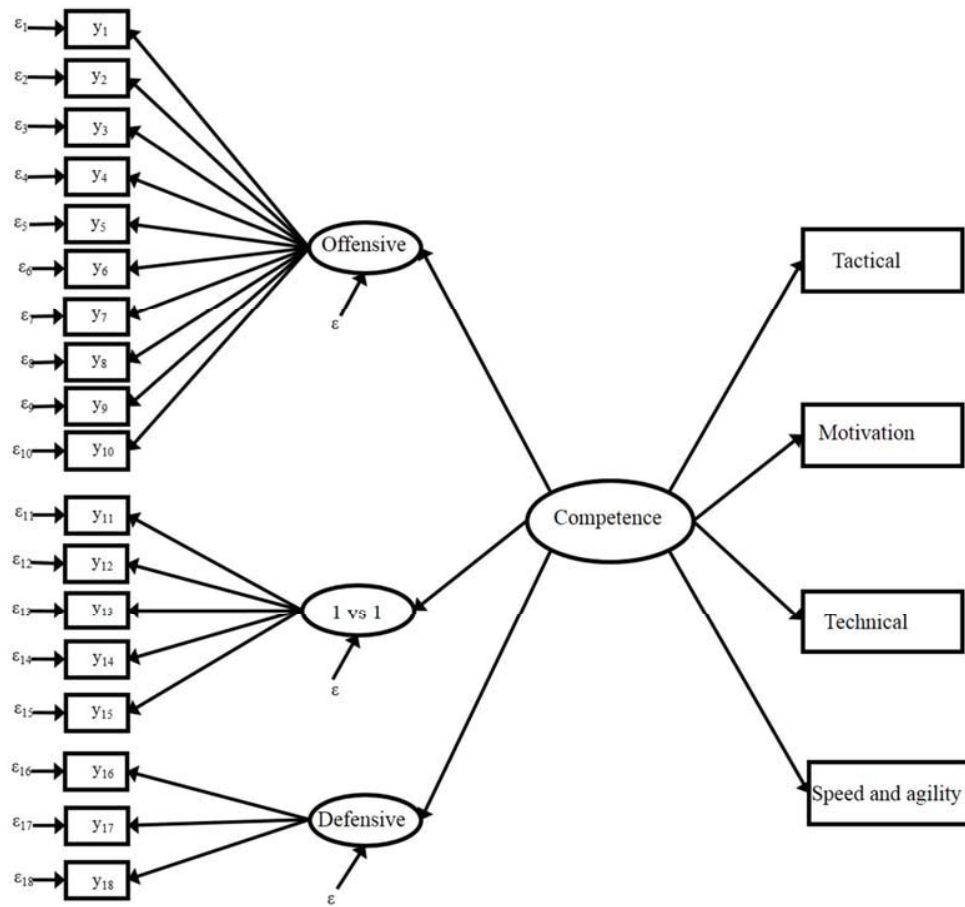 ε₁ y₁
ε₂ y₂
ε₃ y₃
ε₄ y₄
ε₅ y₅
ε₆ y₆
ε₇ y₇
ε₈ y₈
ε₉ y₉
ε₁₀ y₁₀
Offensive
ε
ε₁₁ y₁₁
ε₁₂ y₁₂
ε₁₃ y₁₃
ε₁₄ y₁₄
ε₁₅ y₁₅
1 vs 1
ε
ε₁₆ y₁₆
ε₁₇ y₁₇
ε₁₈ y₁₈
Defensive
ε
Competence
Tactical
Motivation
Technical
Speed and agility